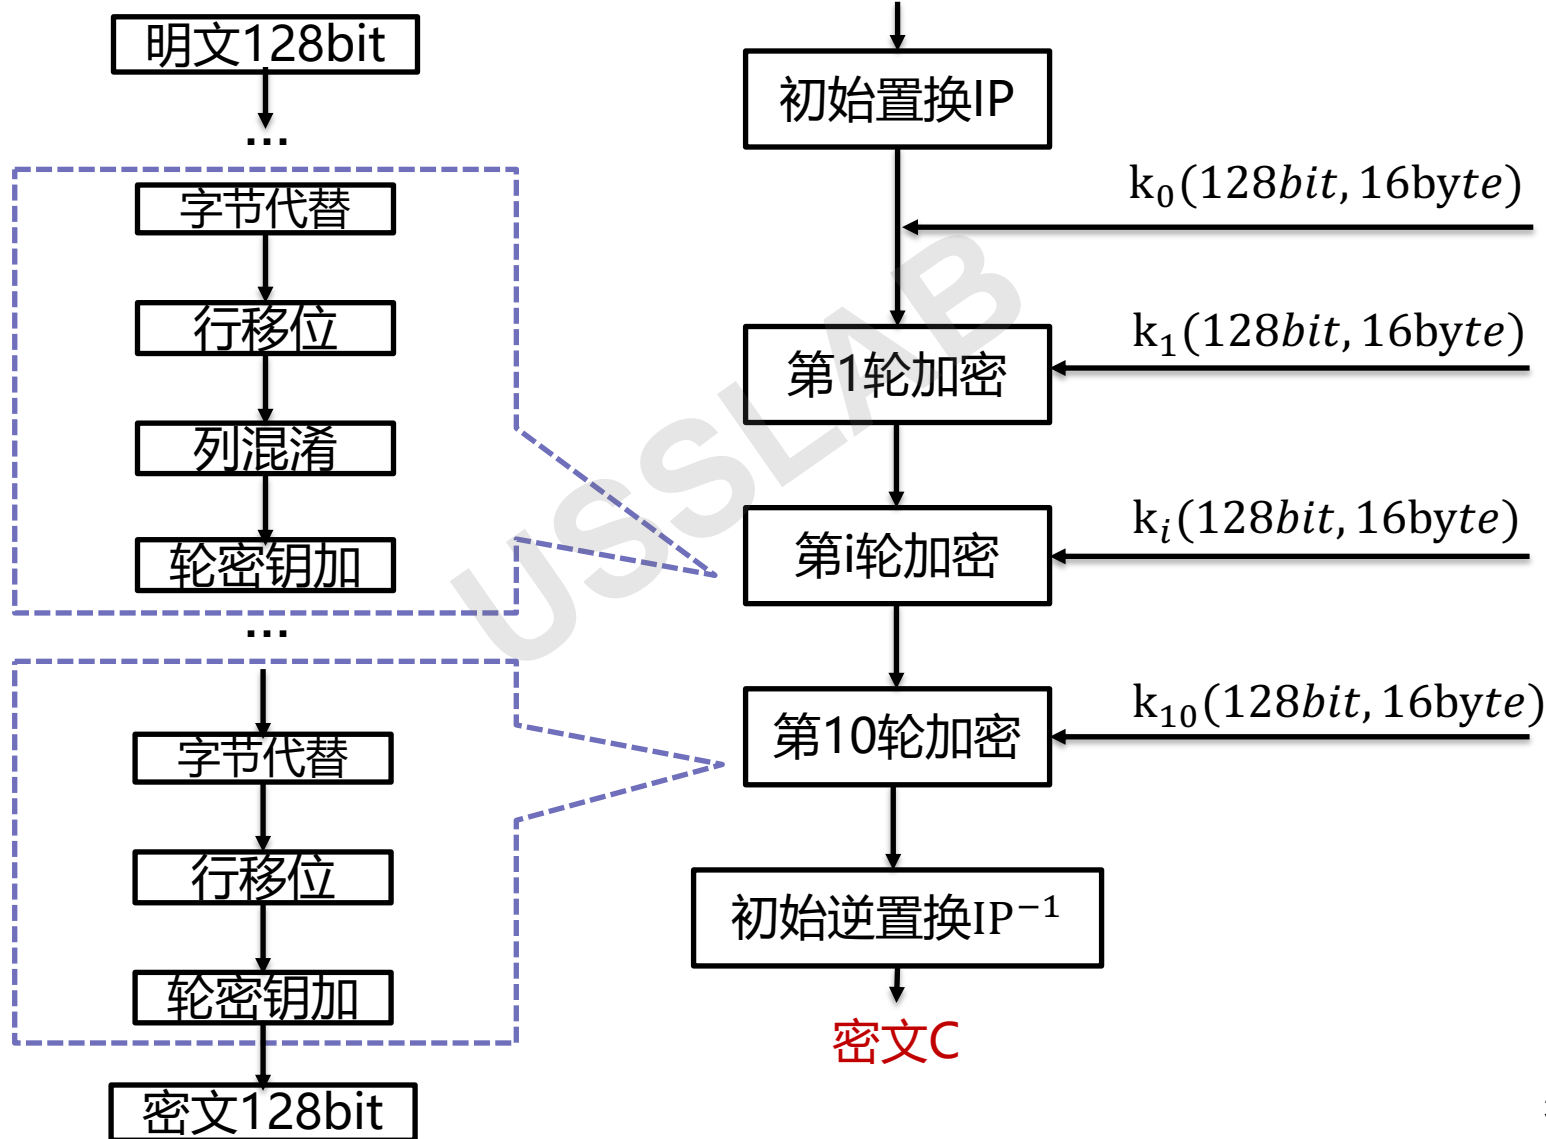 明文128bit
...
字节代替
行移位
列混淆
轮密钥加
...
字节代替
行移位
轮密钥加
密文128bit
初始置换IP
k₀(128bit, 16byte)
第1轮加密
k₁(128bit, 16byte)
第i轮加密
kᵢ(128bit, 16byte)
第10轮加密
k₁₀(128bit, 16byte)
初始逆置换IP⁻¹
密文C
USSLAB